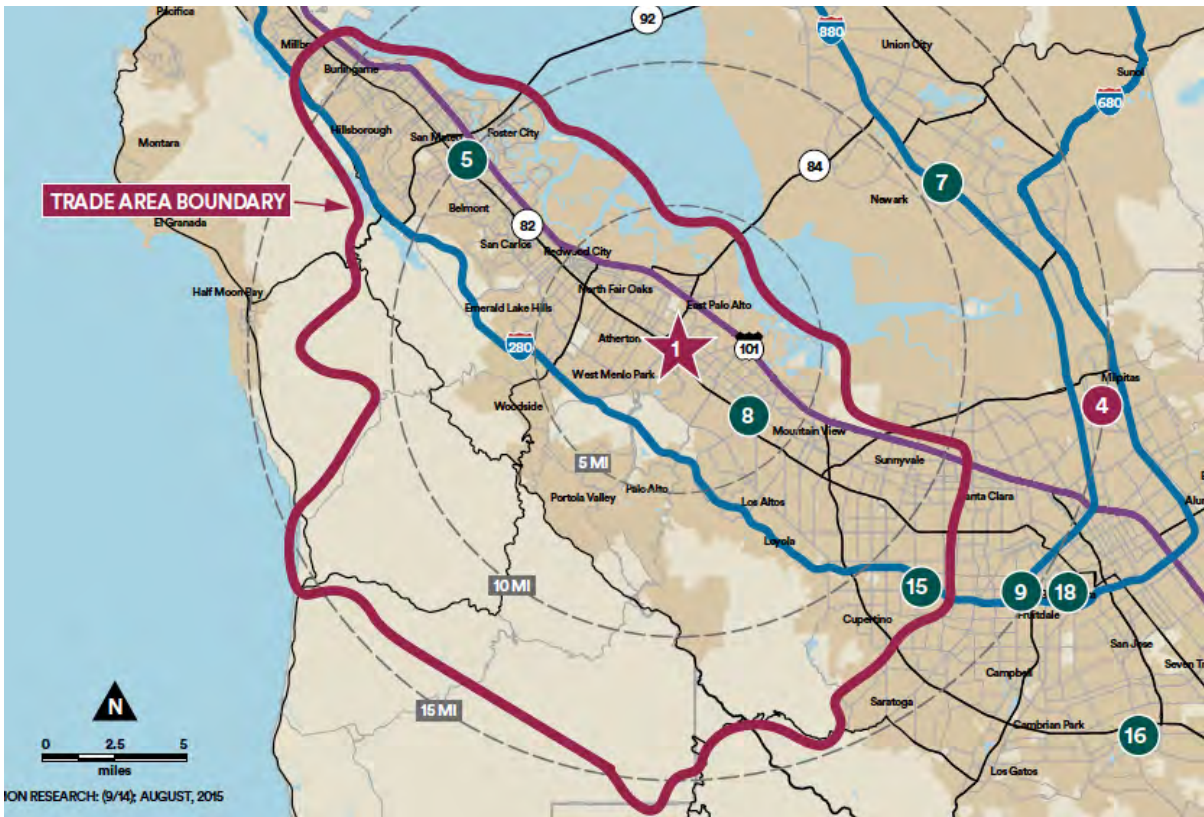 Pacifica
92
880
Union City
Burlingame
Sunol
680
Hillsborough
San Mateo
Foster City
Montara
5
84
7
Newark
TRADE AREA BOUNDARY
Belmont
El Granada
82
San Carlos
Redwood City
Half Moon Bay
North Fair Oaks
East Palo Alto
Emerald Lake Hills
280
Atherton
1
101
West Menlo Park
Milpitas
4
Woodside
8
Mountain View
5 MI
Sunnyvale
Portola Valley
Palo Alto
Los Altos
Loyola
10 MI
15
9
18
Cupertino
Fruitdale
San Jose
Campbell
Saratoga
15 MI
N
Cambrian Park
16
0 2.5 5
miles
Los Gatos
ION RESEARCH: (9/14); AUGUST, 2015